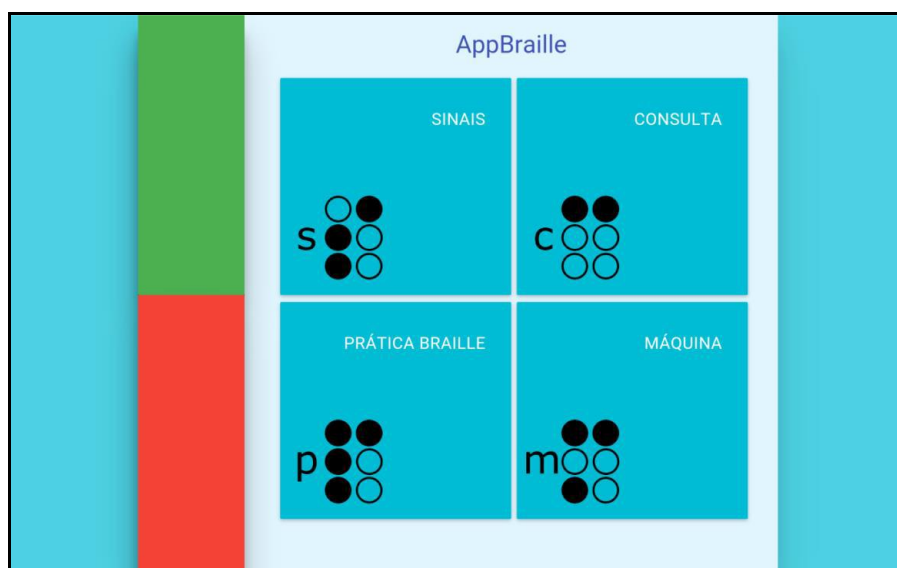 AppBraille
SINAIS
s
CONSULTA
c
PRÁTICA BRAILLE
p
MÁQUINA
m